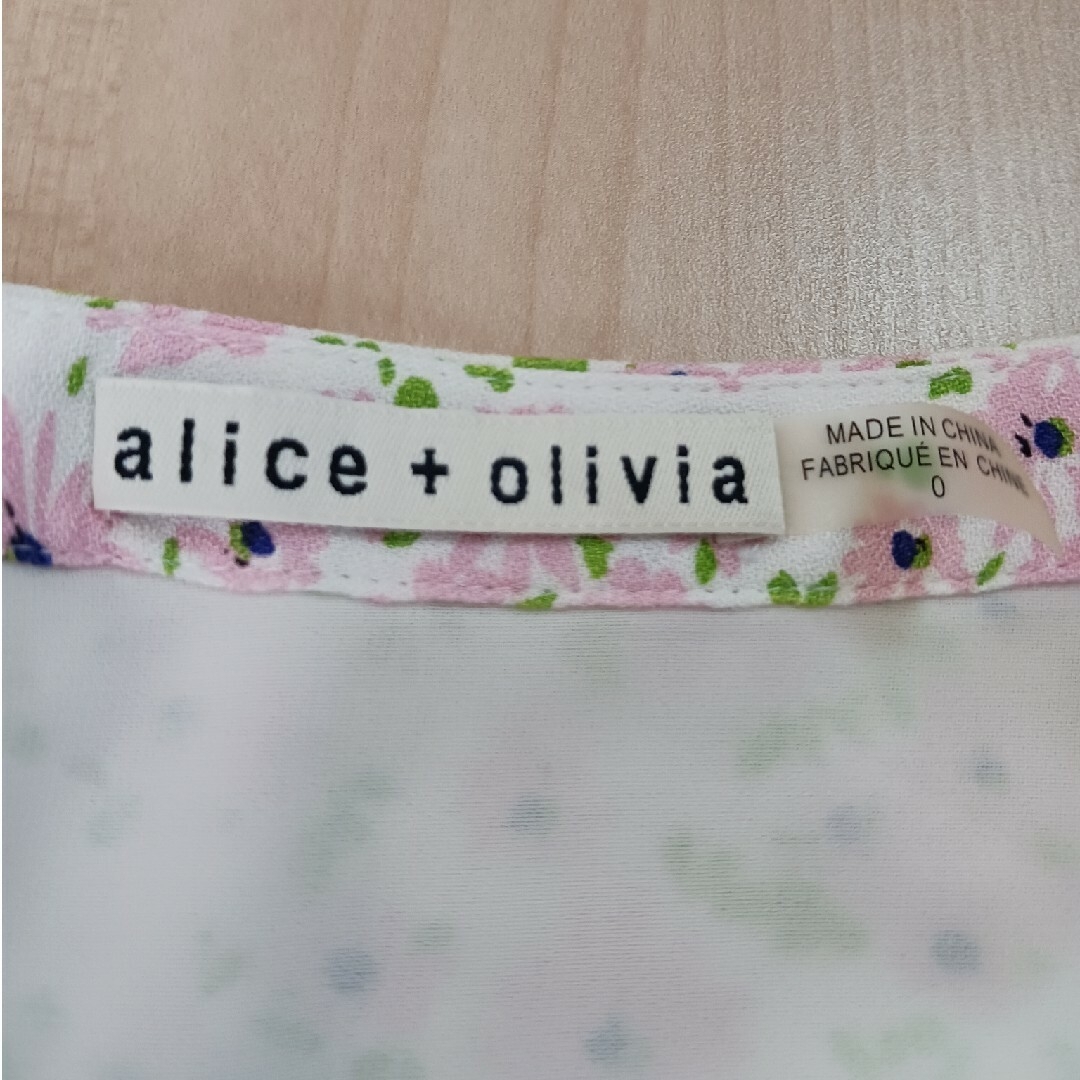 alice + olivia
MADE IN CHINA
FABRIQUÉ EN CHINE
0